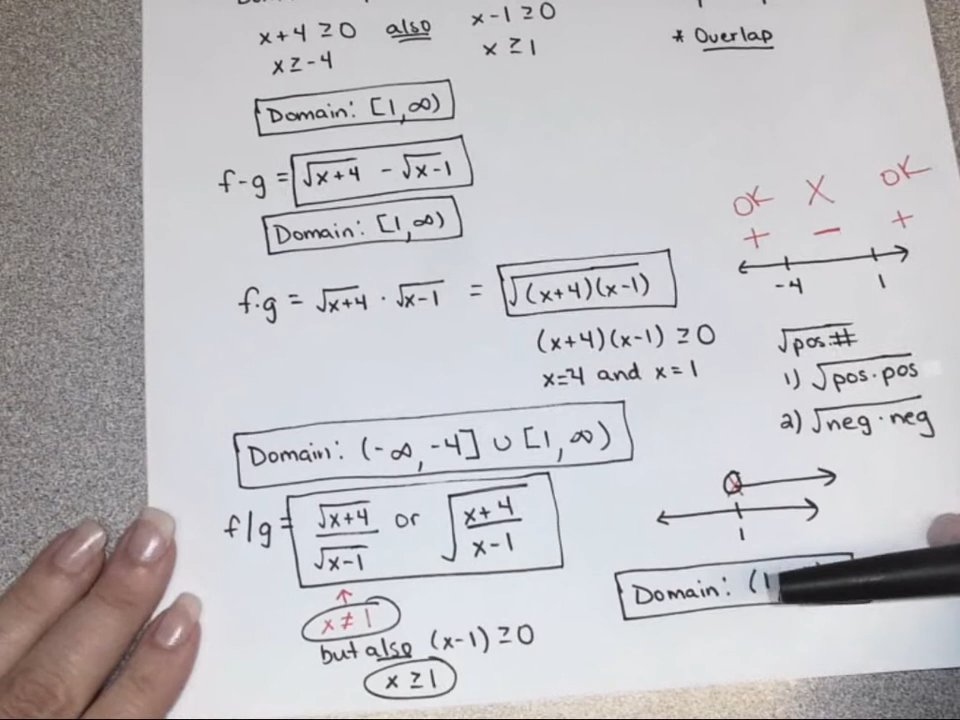 x+4 ≥ 0 also x-1 ≥ 0
x ≥ -4 x ≥ 1
* Overlap
Domain: [1, ∞)
f-g = √x+4 - √x-1
Domain: [1, ∞)
OK X OK
+ - +
-4 1
f·g = √x+4 · √x-1 = √(x+4)(x-1)
(x+4)(x-1) ≥ 0
x=-4 and x=1
√pos.#
1) √pos·pos
2) √neg·neg
Domain: (-∞, -4] ∪ [1, ∞)
f/g = √x+4/√x-1 or √x+4/x-1
1
Domain: (1
x ≠ 1
but also (x-1) ≥ 0
x ≥ 1